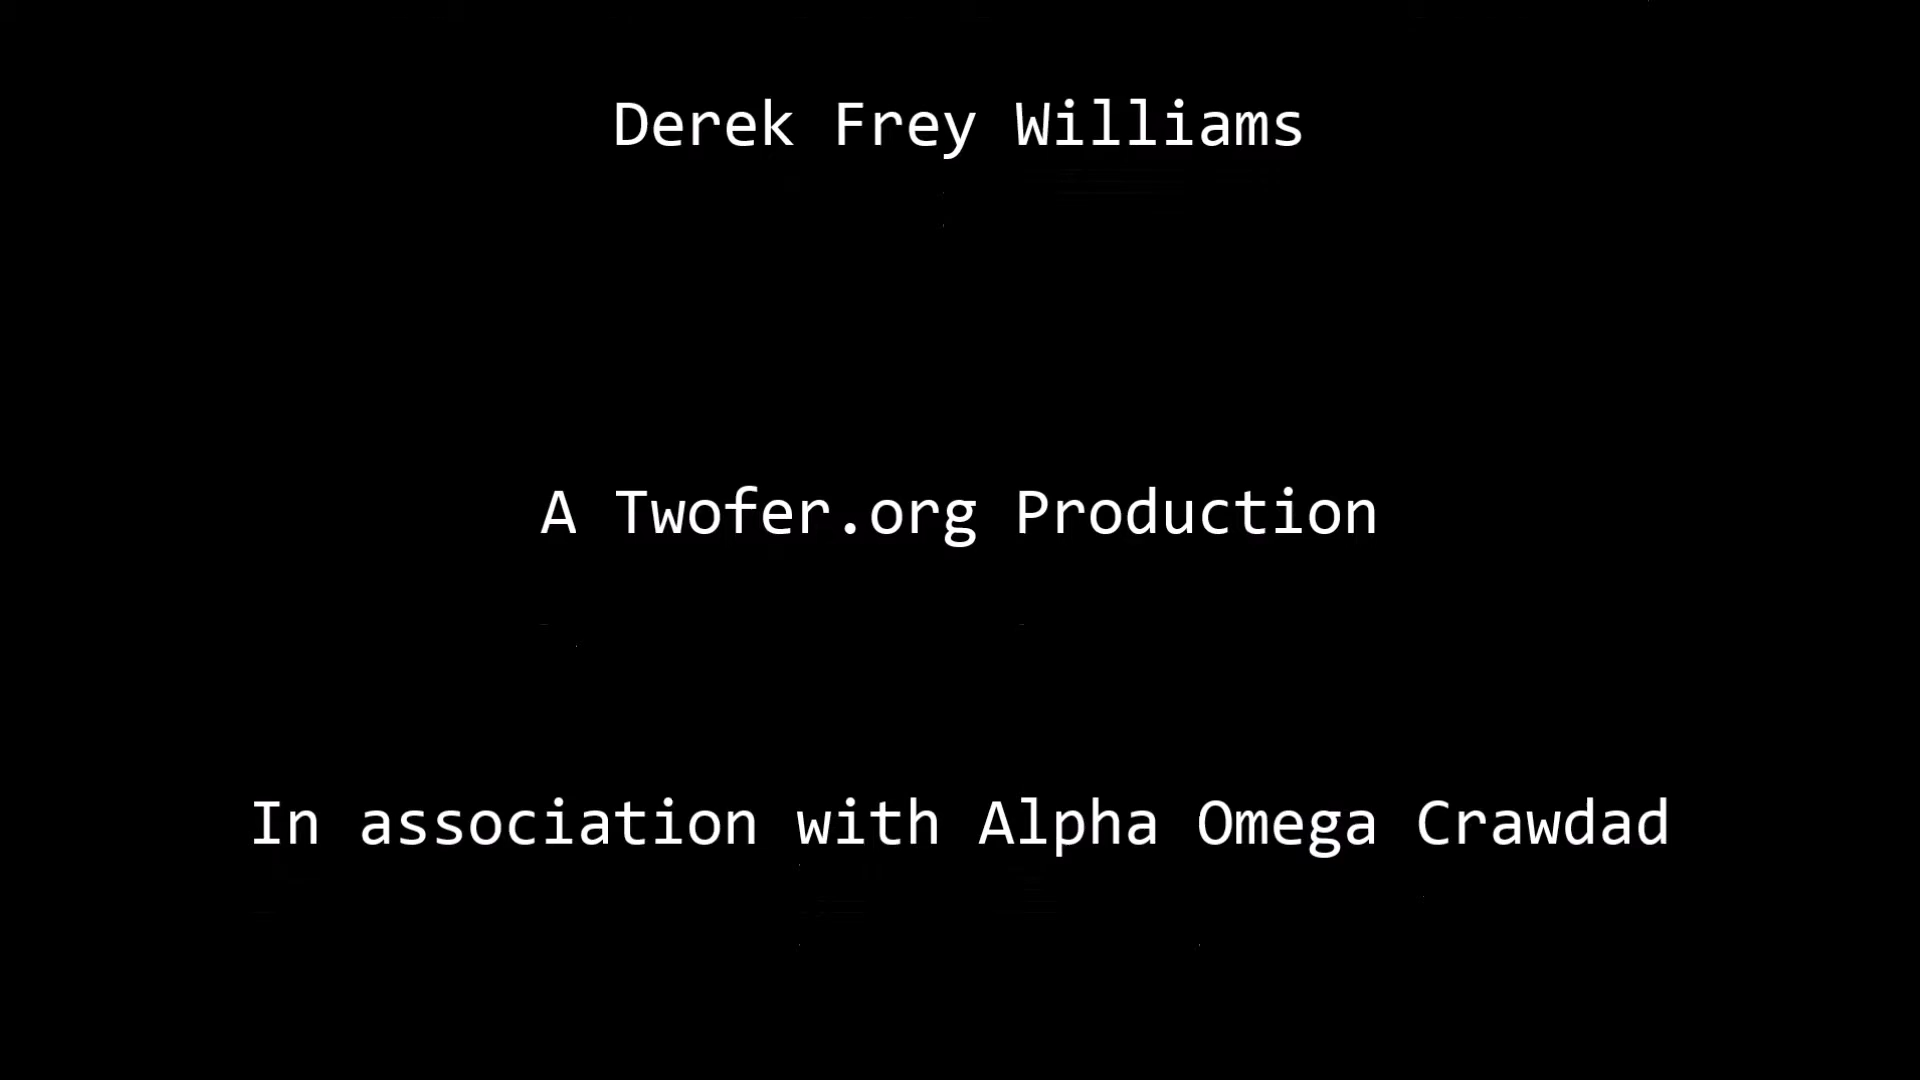 Derek Frey Williams
A Twofer.org Production
In association with Alpha Omega Crawdad